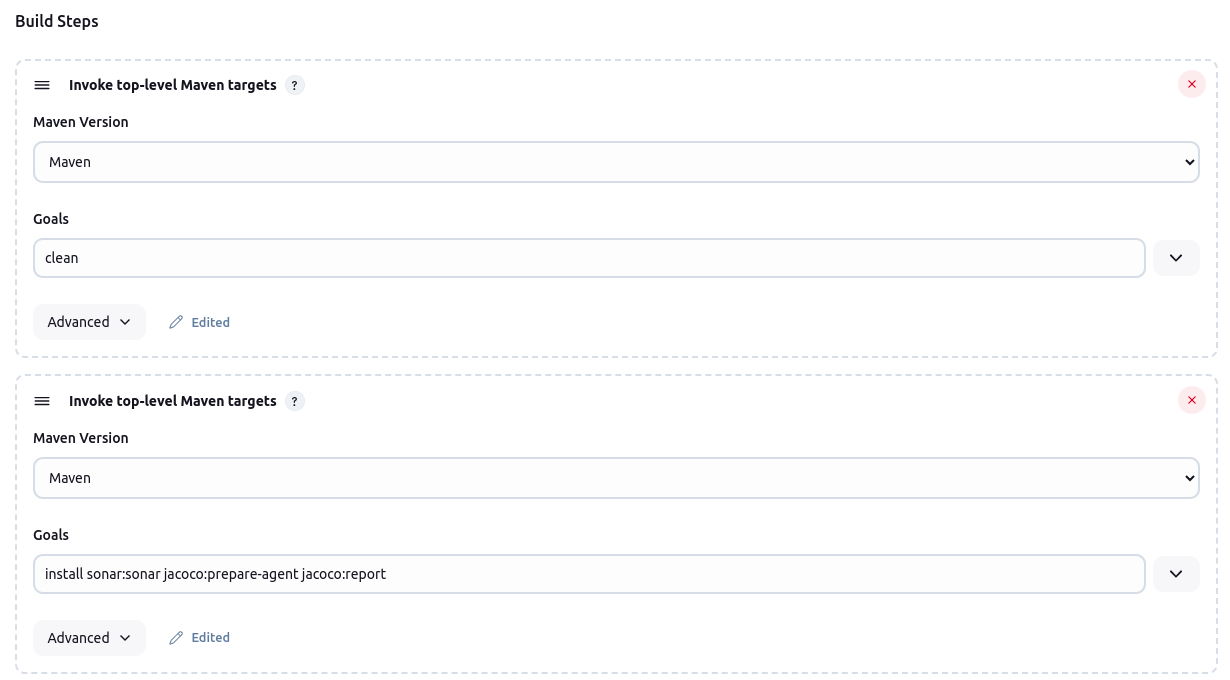 Build Steps
Invoke top-level Maven targets ?
Maven Version
Maven
Goals
clean
Advanced Edited
Invoke top-level Maven targets ?
Maven Version
Maven
Goals
install sonar:sonar jacoco:prepare-agent jacoco:report
Advanced Edited